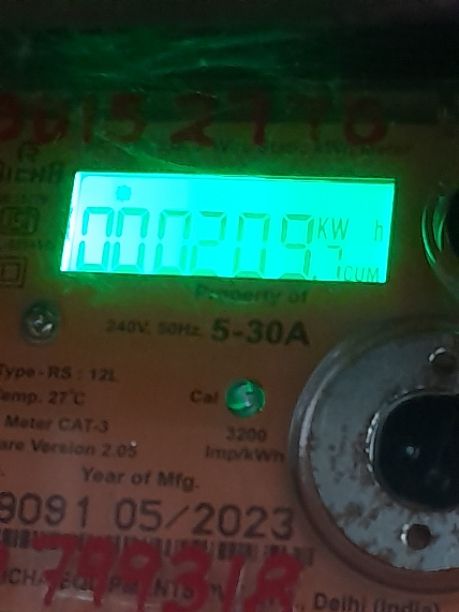 000209.7
KW h
CUM
Property of
240V, 50Hz, 5-30A
Type - RS : 12L
Temp. 27°C
Cal
Meter CAT-3
3200
Imp/kWh
Version 2.05
Year of Mfg.
9091 05/2023
799318
Delhi (India)